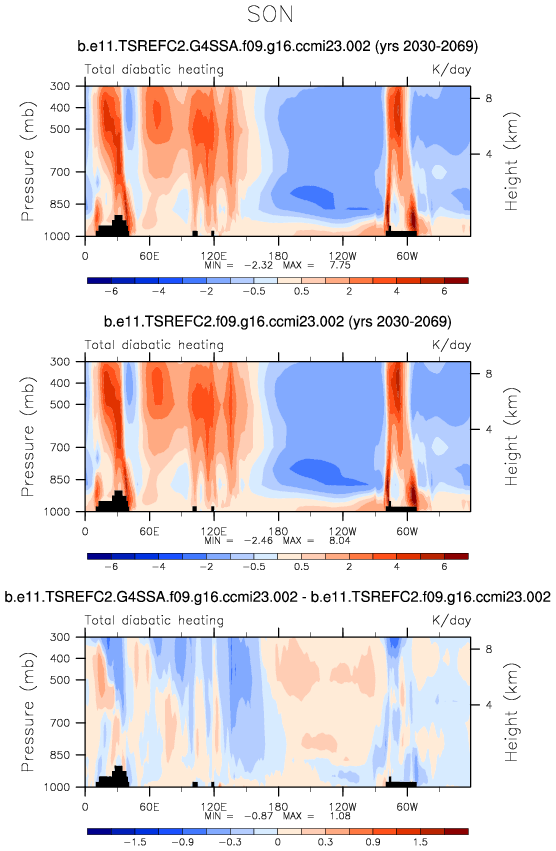 SON
b.e11.TSREFC2.G4SSA.f09.g16.ccmi23.002 (yrs 2030-2069)
Total diabatic heating K/day
300
400
500
700
850
1000
Pressure (mb)
8
4
Height (km)
0 60E 120E 180 120W 60W
MIN = -2.32 MAX = 7.75
-6 -4 -2 -0.5 0.5 2 4 6
b.e11.TSREFC2.f09.g16.ccmi23.002 (yrs 2030-2069)
Total diabatic heating K/day
300
400
500
700
850
1000
Pressure (mb)
8
4
Height (km)
0 60E 120E 180 120W 60W
MIN = -2.46 MAX = 8.04
-6 -4 -2 -0.5 0.5 2 4 6
b.e11.TSREFC2.G4SSA.f09.g16.ccmi23.002 - b.e11.TSREFC2.f09.g16.ccmi23.002
Total diabatic heating K/day
300
400
500
700
850
1000
Pressure (mb)
8
4
Height (km)
0 60E 120E 180 120W 60W
MIN = -0.87 MAX = 1.08
-1.5 -0.9 -0.3 0 0.3 0.9 1.5